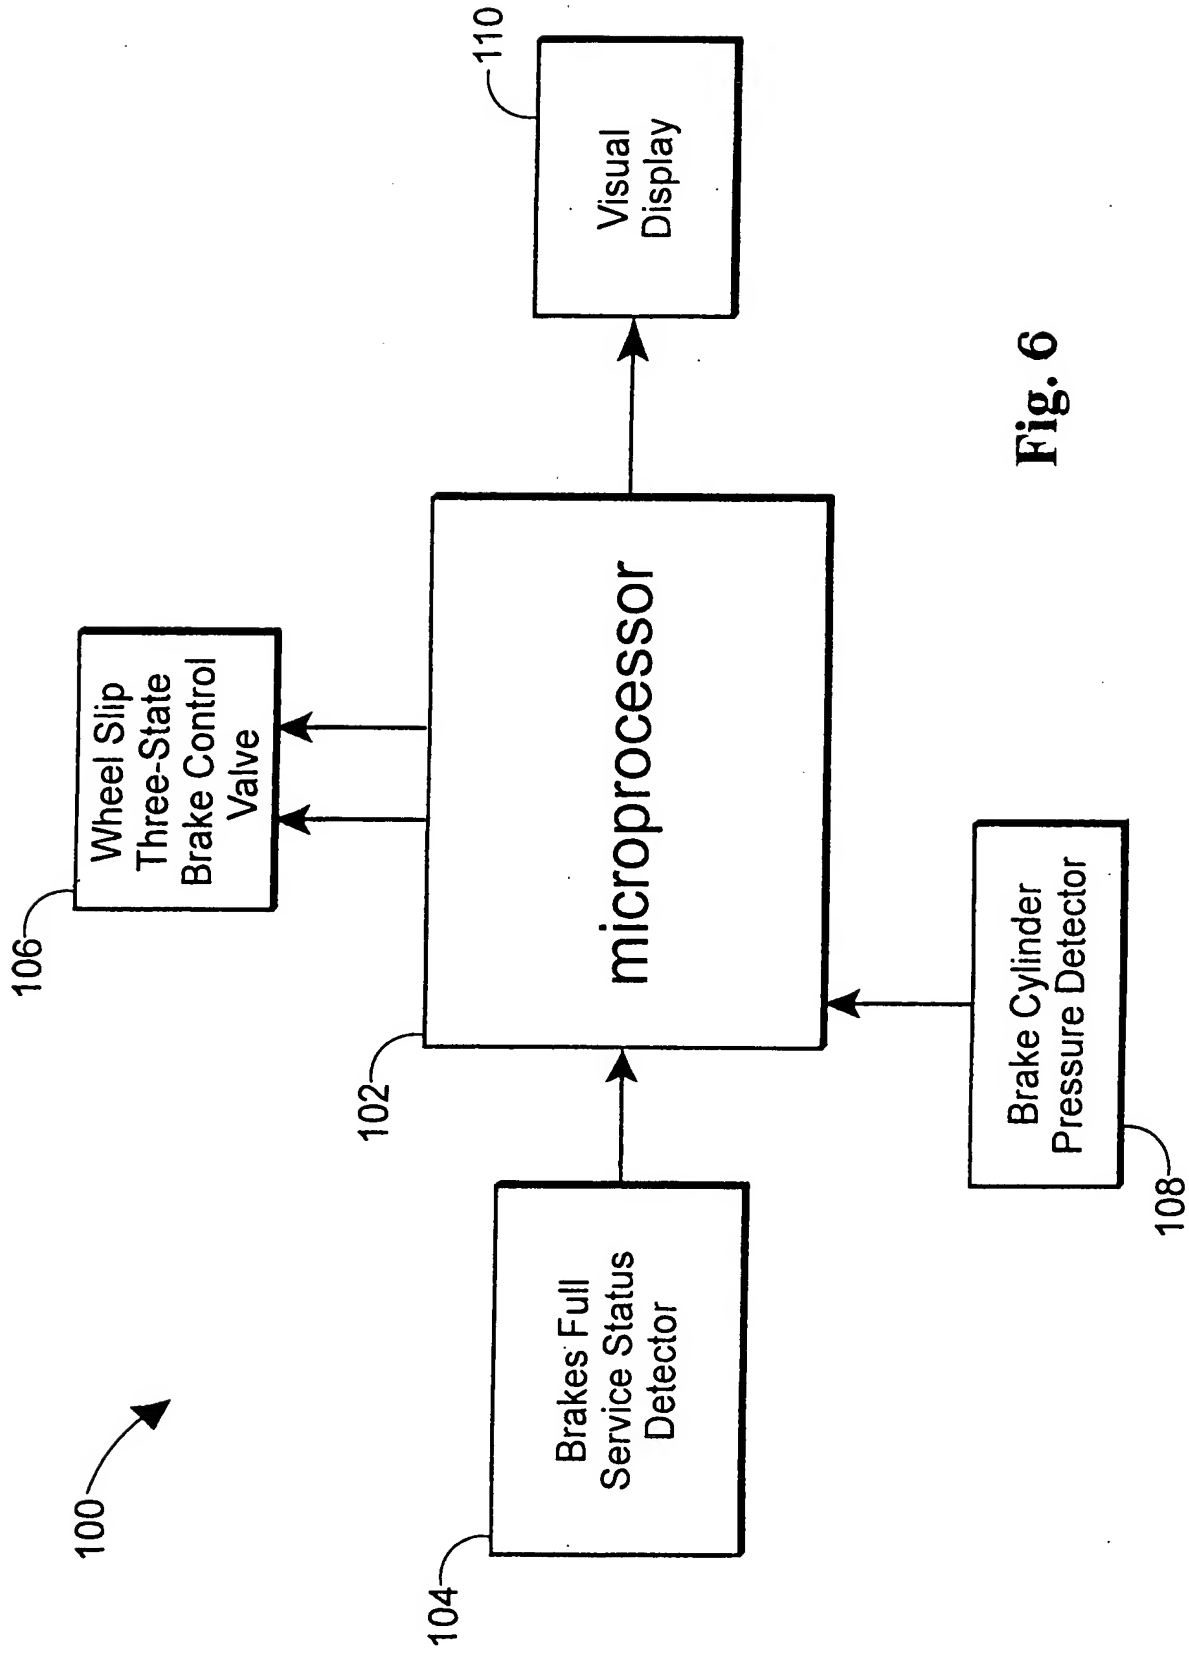 100
106
Wheel Slip
Three-State
Brake Control
Valve
102
microprocessor
104
Brakes Full
Service Status
Detector
110
Visual
Display
108
Brake Cylinder
Pressure Detector
Fig. 6